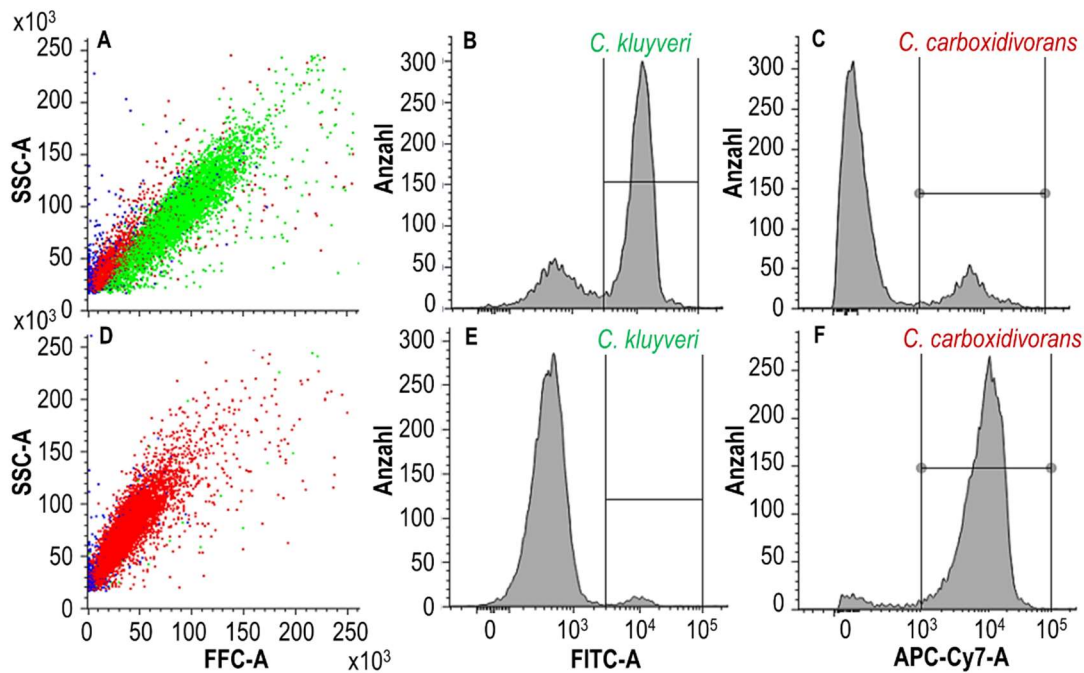 x10³
A
250
200
150
100
50
0
SSC-A
B
C. kluyveri
300
250
200
150
100
50
0
Anzahl
C
C. carboxidivorans
300
250
200
150
100
50
0
Anzahl
x10³
D
250
200
150
100
50
0
SSC-A
0 50 100 150 200 250
FFC-A
x10³
E
C. kluyveri
300
250
200
150
100
50
0
Anzahl
0 10³ 10⁴ 10⁵
FITC-A
F
C. carboxidivorans
250
200
150
100
50
0
Anzahl
0 10³ 10⁴ 10⁵
APC-Cy7-A